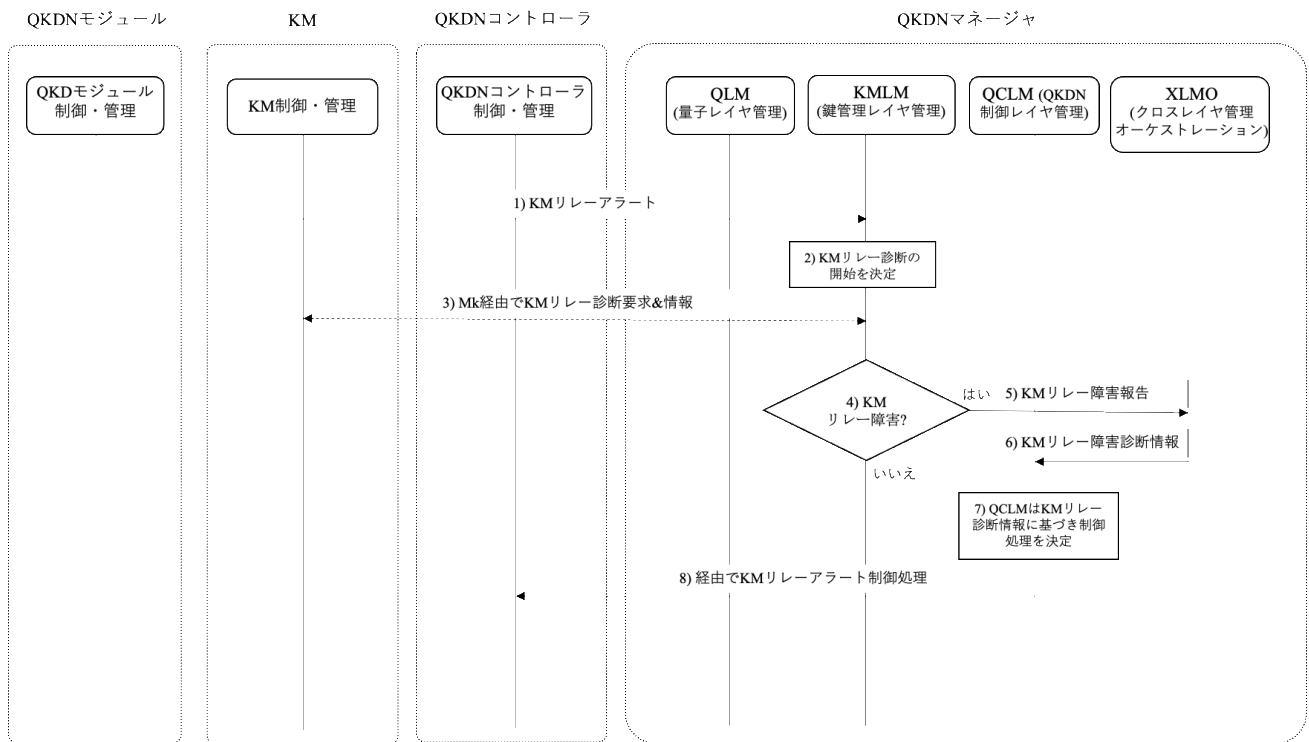 QKDNモジュール
KM
QKDNコントローラ
QKDNマネージャ
QKDモジュール
制御・管理
KM制御・管理
QKDNコントローラ
制御・管理
QLM
(量子レイヤ管理)
KMLM
(鍵管理レイヤ管理)
QCLM (QKDN
制御レイヤ管理)
XLMO
(クロスレイヤ管理
オーケストレーション)
1) KMリレーアラート
2) KMリレー診断の
開始を決定
3) Mk経由でKMリレー診断要求&情報
4) KM
リレー障害?
はい
5) KMリレー障害報告
6) KMリレー障害診断情報
いいえ
7) QCLMはKMリレー
診断情報に基づき制御
処理を決定
8) 経由でKMリレーアラート制御処理